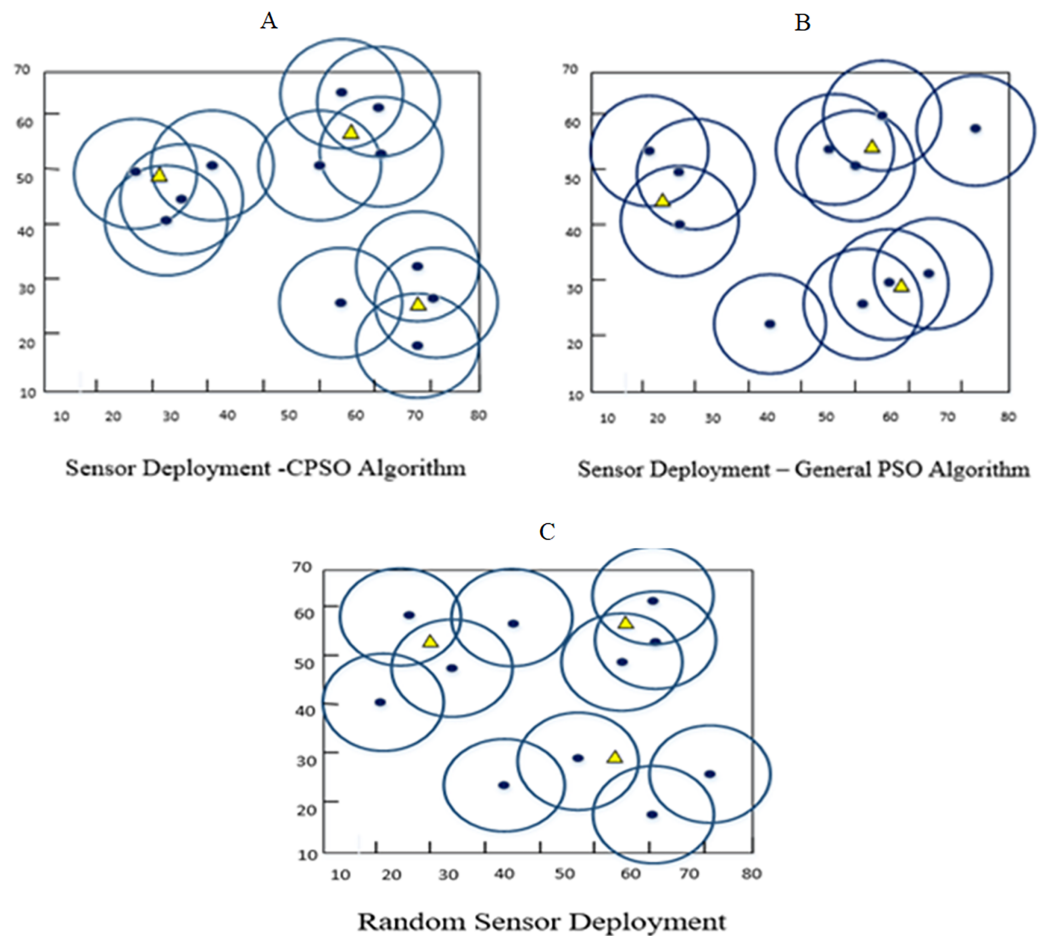 A
B
70
60
50
40
30
20
10
10 20 30 40 50 60 70 80
Sensor Deployment -CPSO Algorithm
70
60
50
40
30
20
10
10 20 30 40 50 60 70 80
Sensor Deployment – General PSO Algorithm
C
70
60
50
40
30
20
10
10 20 30 40 50 60 70 80
Random Sensor Deployment